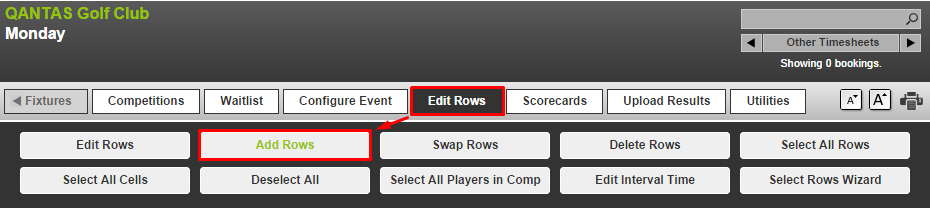 QANTAS Golf Club
Monday
Other Timesheets
Showing 0 bookings.
Fixtures
Competitions
Waitlist
Configure Event
Edit Rows
Scorecards
Upload Results
Utilities
A
A
Edit Rows
Add Rows
Swap Rows
Delete Rows
Select All Rows
Select All Cells
Deselect All
Select All Players in Comp
Edit Interval Time
Select Rows Wizard